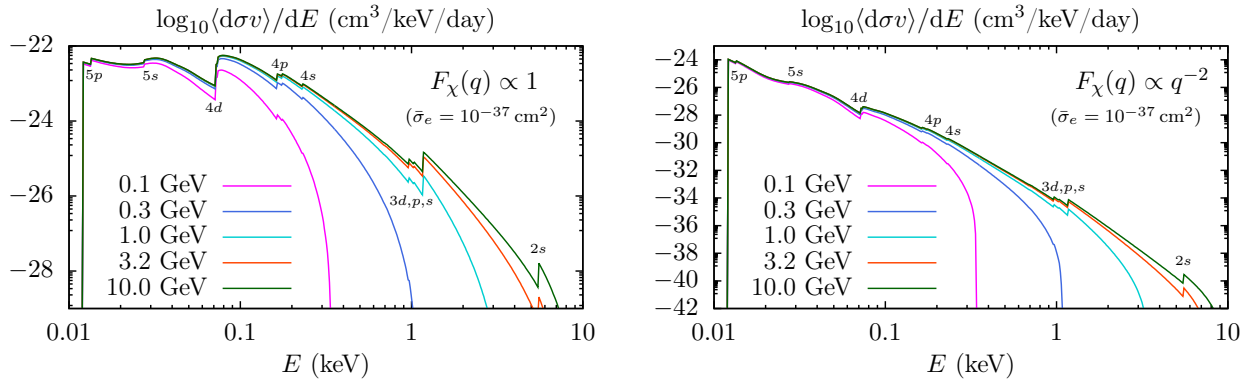 log₁₀⟨dσv⟩/dE (cm³/keV/day)
−22
−24
−26
−28
5p
5s
4d
4p
4s
3d,p,s
2s
F_χ(q) ∝ 1
(σ̄_e = 10⁻³⁷ cm²)
0.1 GeV
0.3 GeV
1.0 GeV
3.2 GeV
10.0 GeV
0.01
0.1
1
10
E (keV)
log₁₀⟨dσv⟩/dE (cm³/keV/day)
−24
−26
−28
−30
−32
−34
−36
−38
−40
−42
5p
5s
4d
4p
4s
3d,p,s
2s
F_χ(q) ∝ q⁻²
(σ̄_e = 10⁻³⁷ cm²)
0.1 GeV
0.3 GeV
1.0 GeV
3.2 GeV
10.0 GeV
0.01
0.1
1
10
E (keV)